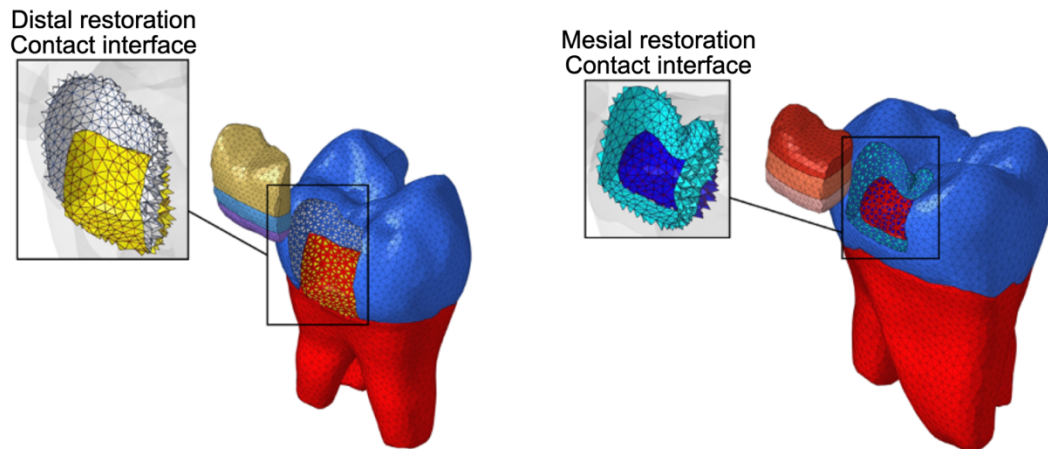 Distal restoration
Contact interface
Mesial restoration
Contact interface